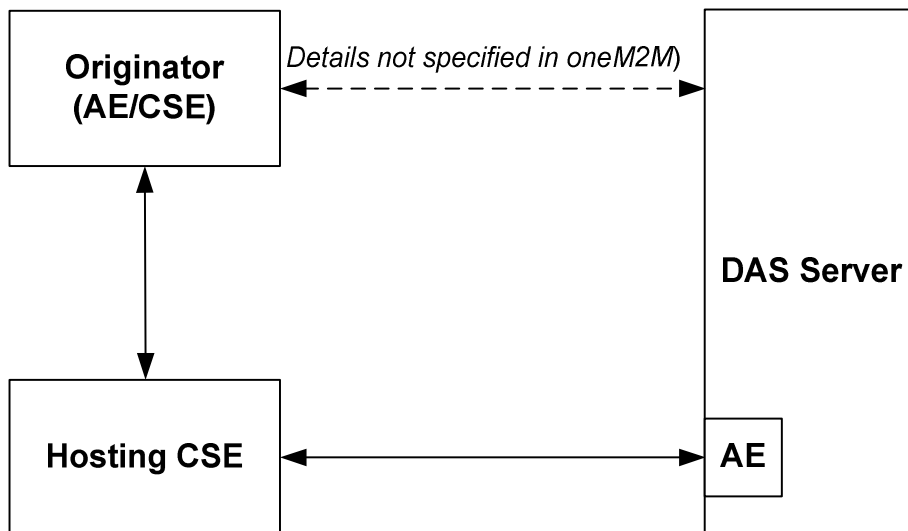 Originator
(AE/CSE)
Details not specified in oneM2M)
DAS Server
Hosting CSE
AE